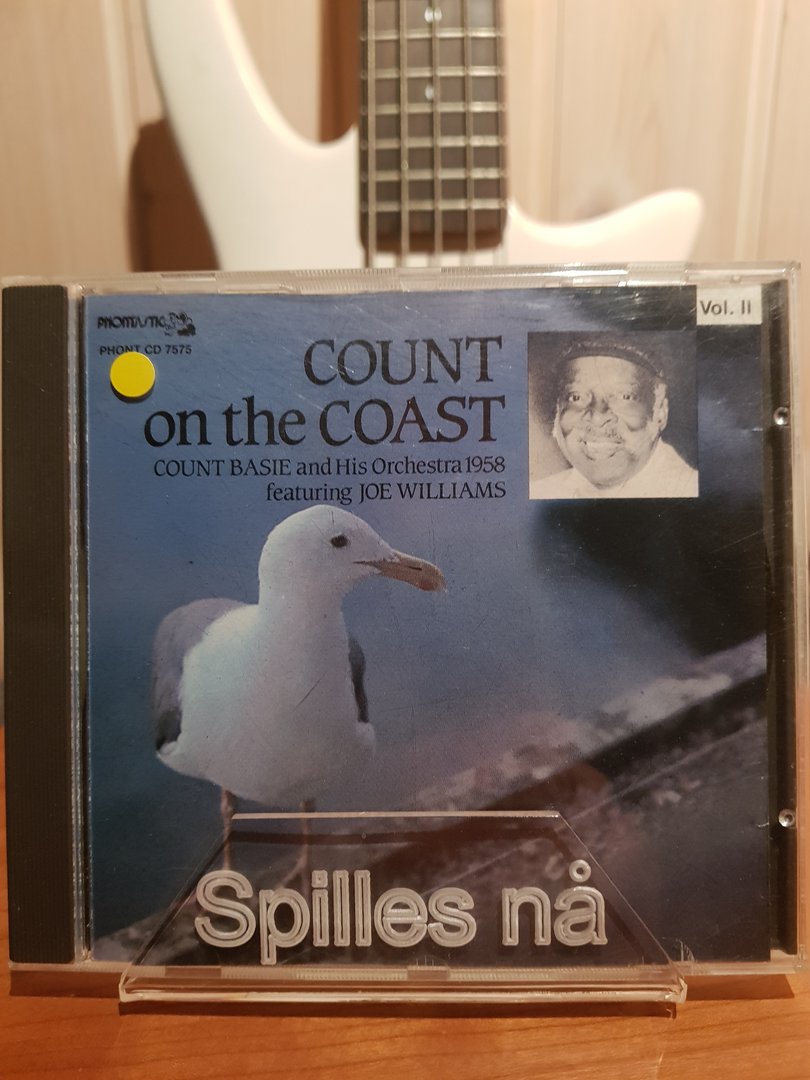 PHONTASTIC
PHONT CD 7575
Vol. II
COUNT
on the COAST
COUNT BASIE and His Orchestra 1958
featuring JOE WILLIAMS
Spilles nå